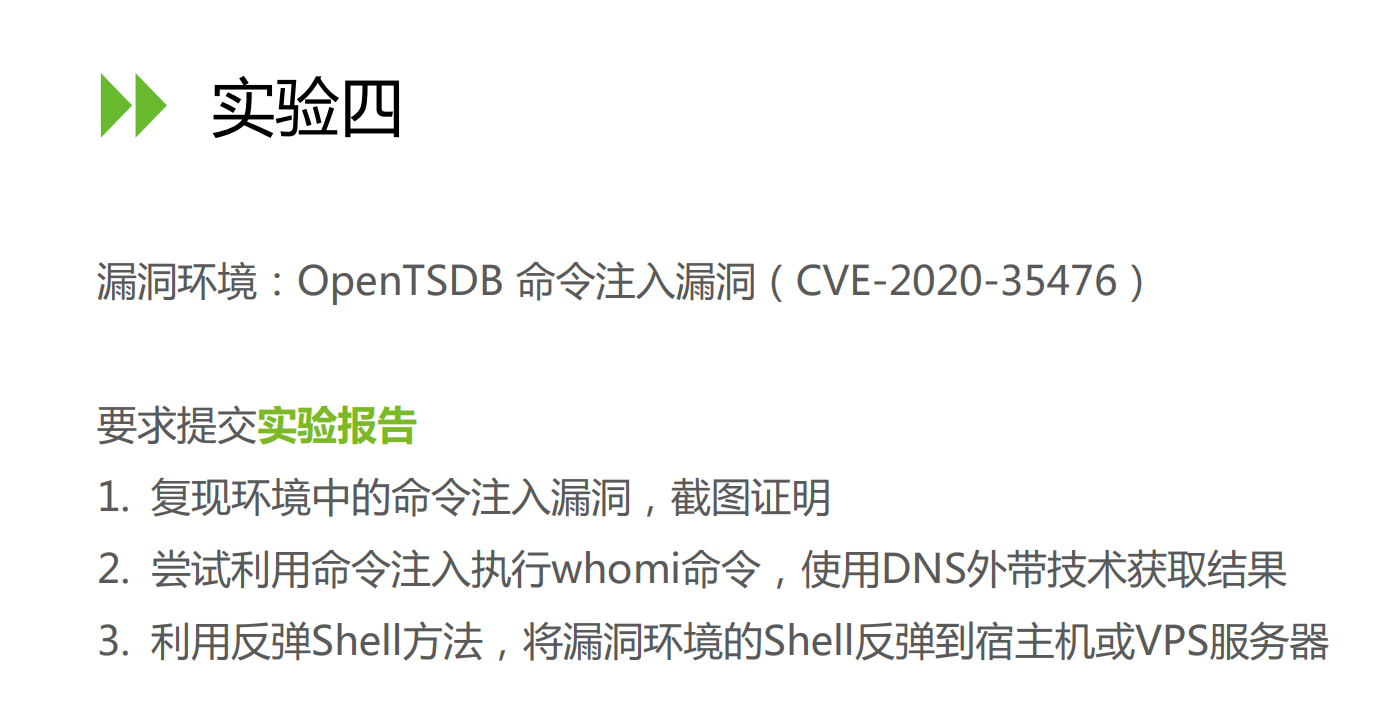 实验四
漏洞环境：OpenTSDB 命令注入漏洞（CVE-2020-35476）
要求提交实验报告
1. 复现环境中的命令注入漏洞，截图证明
2. 尝试利用命令注入执行whomi命令，使用DNS外带技术获取结果
3. 利用反弹Shell方法，将漏洞环境的Shell反弹到宿主机或VPS服务器